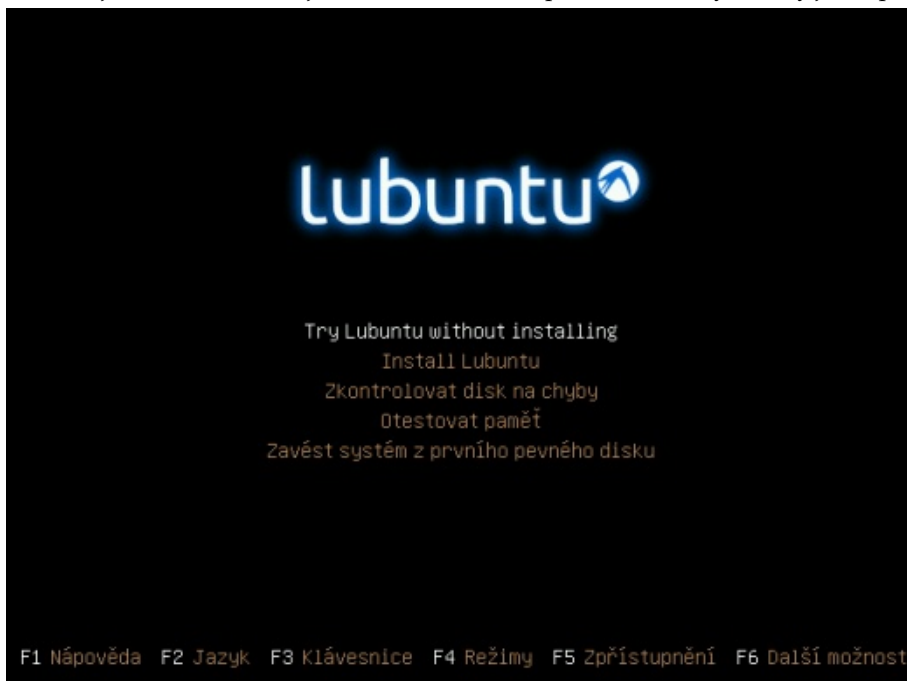 lubuntu
Try Lubuntu without installing
Install Lubuntu
Zkontrolovat disk na chyby
Otestovat paměť
Zavést systém z prvního pevného disku
F1 Nápověda F2 Jazyk F3 Klávesnice F4 Režimy F5 Zpřístupnění F6 Další možnost